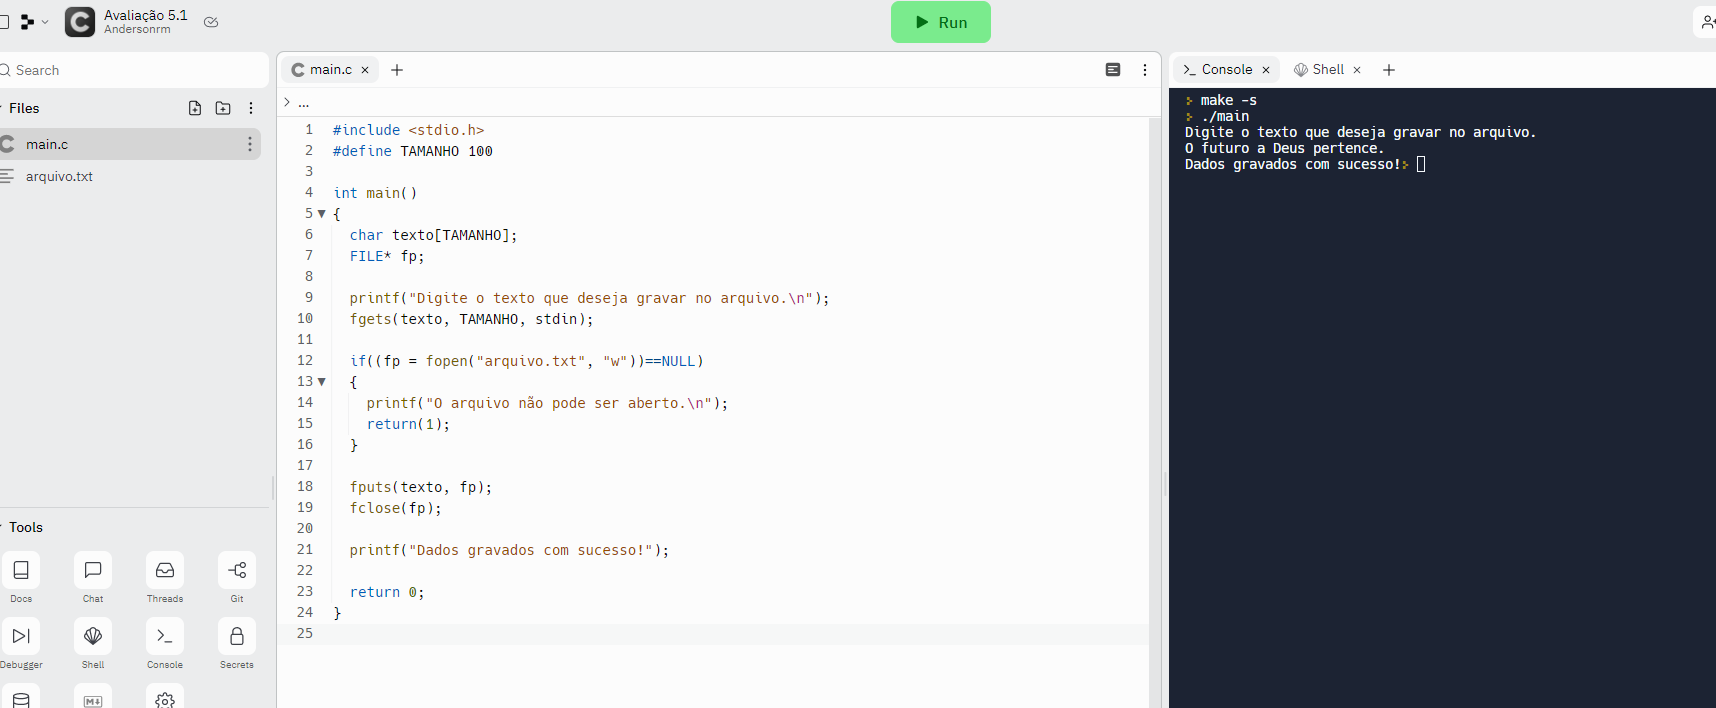 Avaliação 5.1
Andersonrm
Run
Search
Files
main.c
arquivo.txt
Tools
Docs
Chat
Threads
Git
Debugger
Shell
Console
Secrets
main.c
...
1 #include <stdio.h>
2 #define TAMANHO 100
3
4 int main()
5 {
6 char texto[TAMANHO];
7 FILE* fp;
8
9 printf("Digite o texto que deseja gravar no arquivo.\n");
10 fgets(texto, TAMANHO, stdin);
11
12 if((fp = fopen("arquivo.txt", "w"))==NULL)
13 {
14 printf("O arquivo não pode ser aberto.\n");
15 return(1);
16 }
17
18 fputs(texto, fp);
19 fclose(fp);
20
21 printf("Dados gravados com sucesso!");
22
23 return 0;
24 }
25
Console
Shell
make -s
./main
Digite o texto que deseja gravar no arquivo.
O futuro a Deus pertence.
Dados gravados com sucesso!